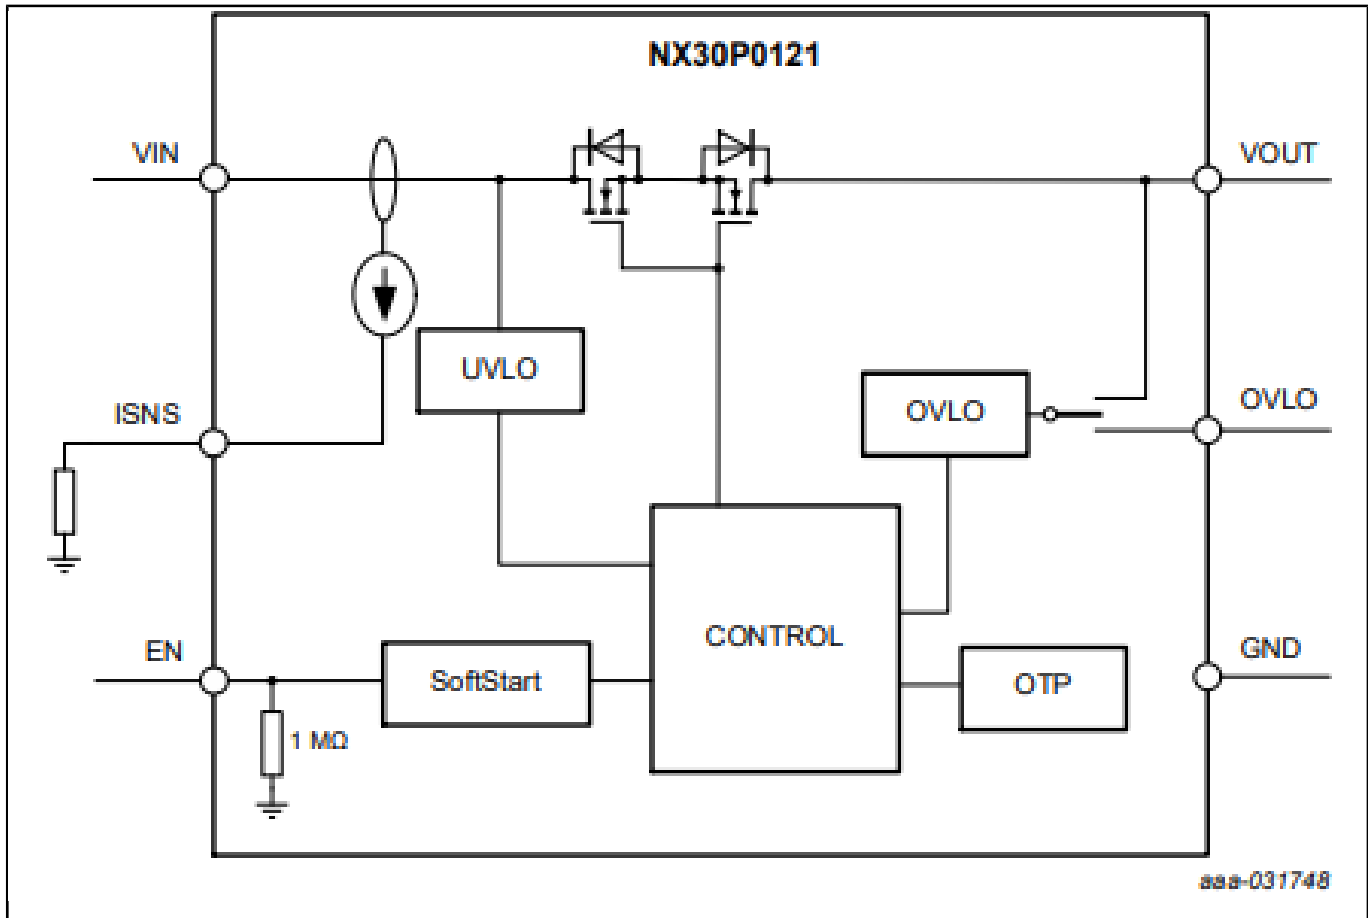 NX30P0121
VIN
VOUT
UVLO
OVLO
OVLO
ISNS
CONTROL
EN
SoftStart
OTP
GND
1 MΩ
aaa-031748